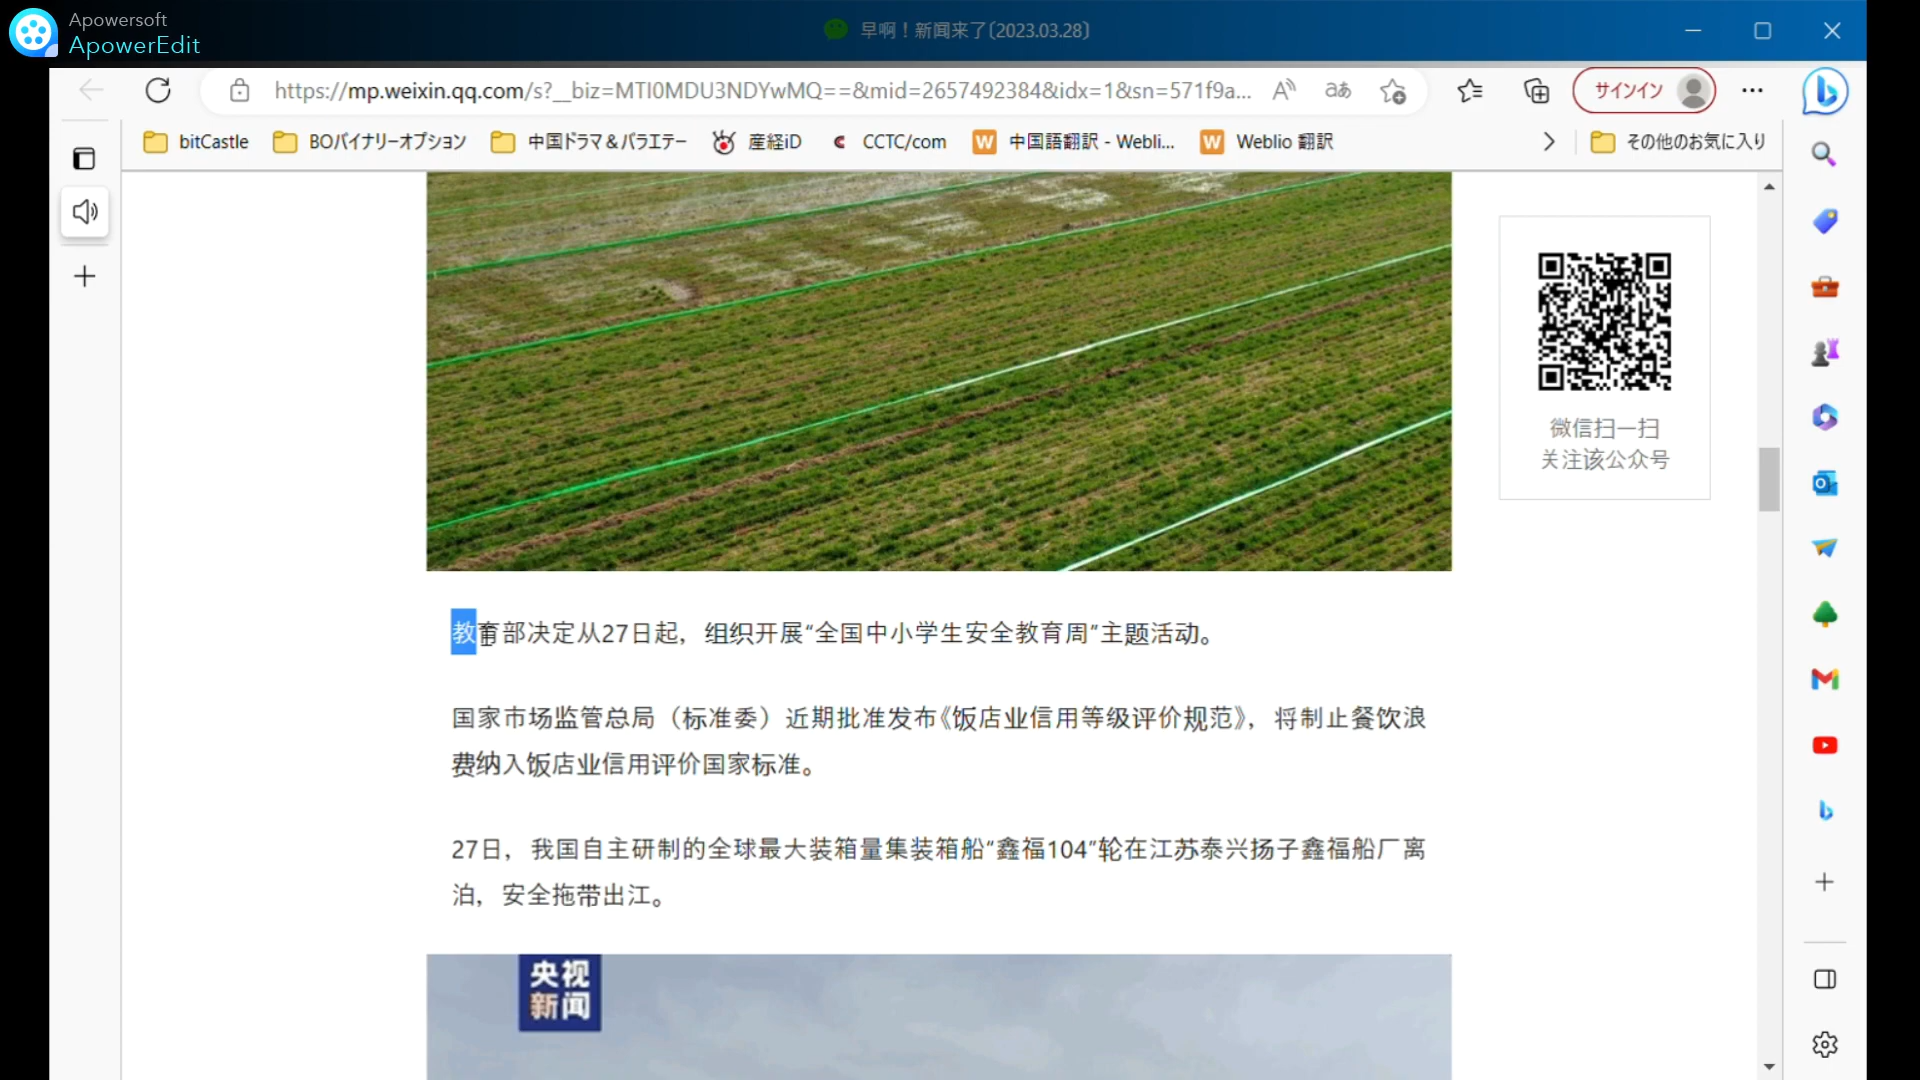 Apowersoft
ApowerEdit
早啊！新闻来了〔2023.03.28〕
https://mp.weixin.qq.com/s?__biz=MTI0MDU3NDYwMQ==&mid=2657492384&idx=1&sn=571f9a...
サインイン
bitCastle
BOバイナリーオプション
中国ドラマ＆バラエテー
産経iD
CCTC/com
中国語翻訳 - Webli...
Weblio 翻訳
その他のお気に入り
微信扫一扫
关注该公众号
教育部决定从27日起，组织开展“全国中小学生安全教育周”主题活动。
国家市场监管总局（标准委）近期批准发布《饭店业信用等级评价规范》，将制止餐饮浪
费纳入饭店业信用评价国家标准。
27日，我国自主研制的全球最大装箱量集装箱船“鑫福104”轮在江苏泰兴扬子鑫福船厂离
泊，安全拖带出江。
央视
新闻